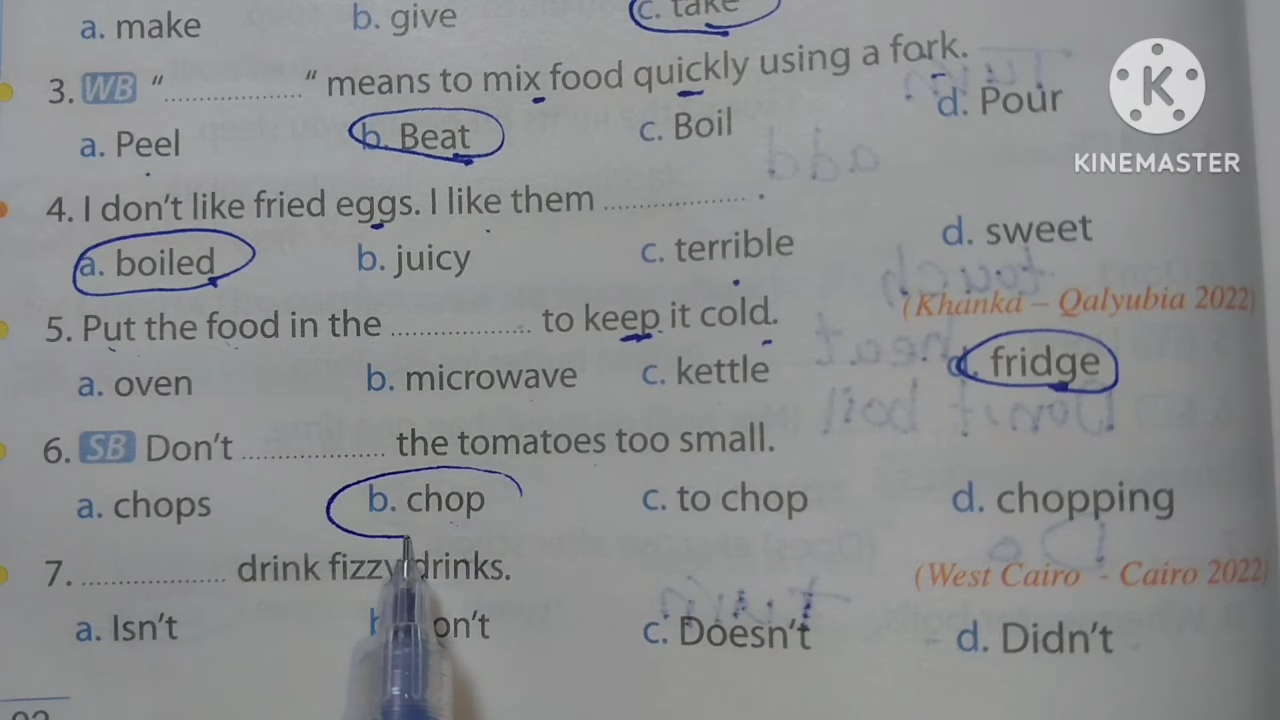 a. make b. give c. take
3. WB “.................“ means to mix food quickly using a fork.
a. Peel b. Beat c. Boil d. Pour
KINEMASTER
4. I don't like fried eggs. I like them ..................
a. boiled b. juicy c. terrible d. sweet
(Khanka – Qalyubia 2022)
5. Put the food in the .................. to keep it cold.
a. oven b. microwave c. kettle d. fridge
6. SB Don't .................. the tomatoes too small.
a. chops b. chop c. to chop d. chopping
7. .................. drink fizzy drinks.
(West Cairo - Cairo 2022)
a. Isn't on't c. Doesn't d. Didn't